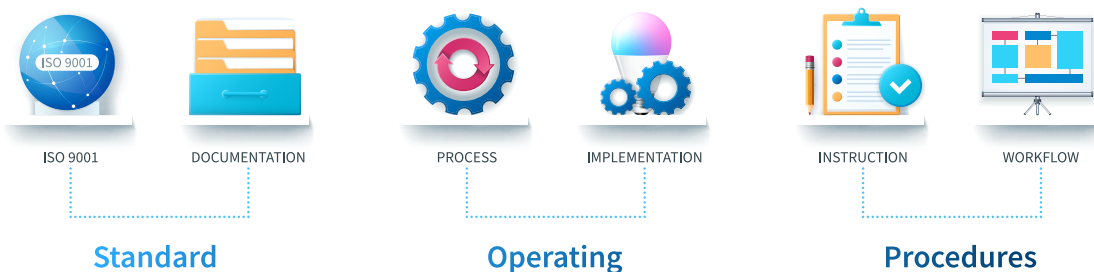 ISO 9001
ISO 9001
DOCUMENTATION
PROCESS
IMPLEMENTATION
INSTRUCTION
WORKFLOW
Standard
Operating
Procedures